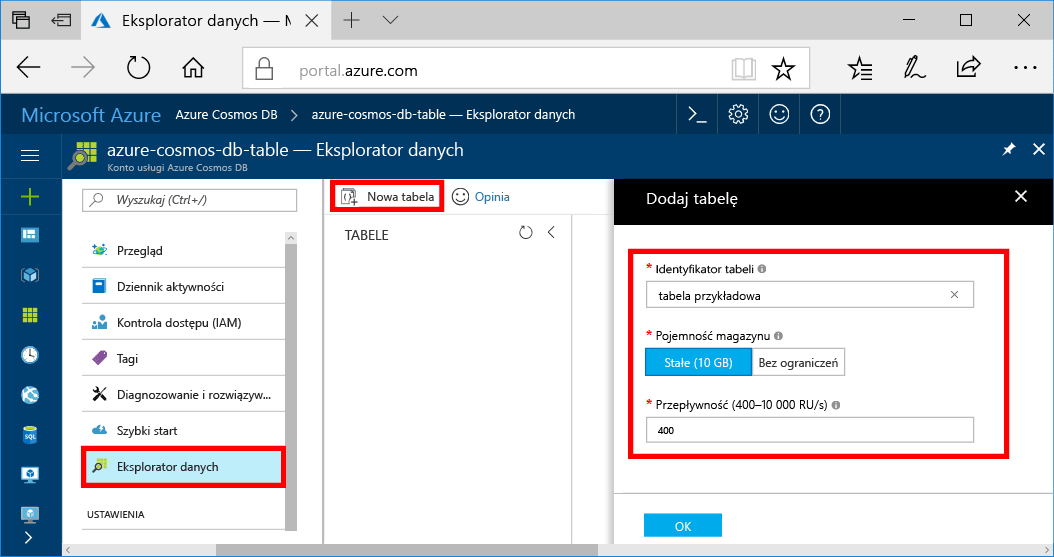 Eksplorator danych — M
portal.azure.com
Microsoft Azure Azure Cosmos DB > azure-cosmos-db-table — Eksplorator danych
azure-cosmos-db-table — Eksplorator danych
Konto usługi Azure Cosmos DB
Wyszukaj (Ctrl+/)
Przegląd
Dziennik aktywności
Kontrola dostępu (IAM)
Tagi
Diagnozowanie i rozwiązyw...
Szybki start
Eksplorator danych
USTAWIENIA
SQL
Nowa tabela
Opinia
TABELE
Dodaj tabelę
* Identyfikator tabeli
tabela przykładowa
* Pojemność magazynu
Stałe (10 GB) Bez ograniczeń
* Przepływność (400–10 000 RU/s)
400
OK